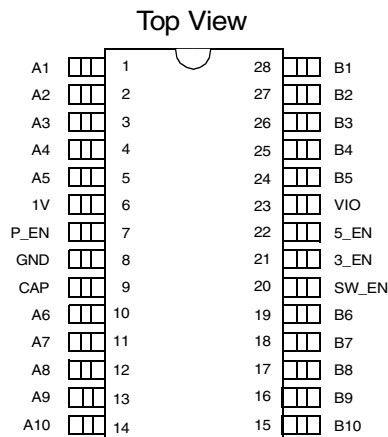 Top View
A1 1 28 B1
A2 2 27 B2
A3 3 26 B3
A4 4 25 B4
A5 5 24 B5
1V 6 23 VIO
P_EN 7 22 5_EN
GND 8 21 3_EN
CAP 9 20 SW_EN
A6 10 19 B6
A7 11 18 B7
A8 12 17 B8
A9 13 16 B9
A10 14 15 B10